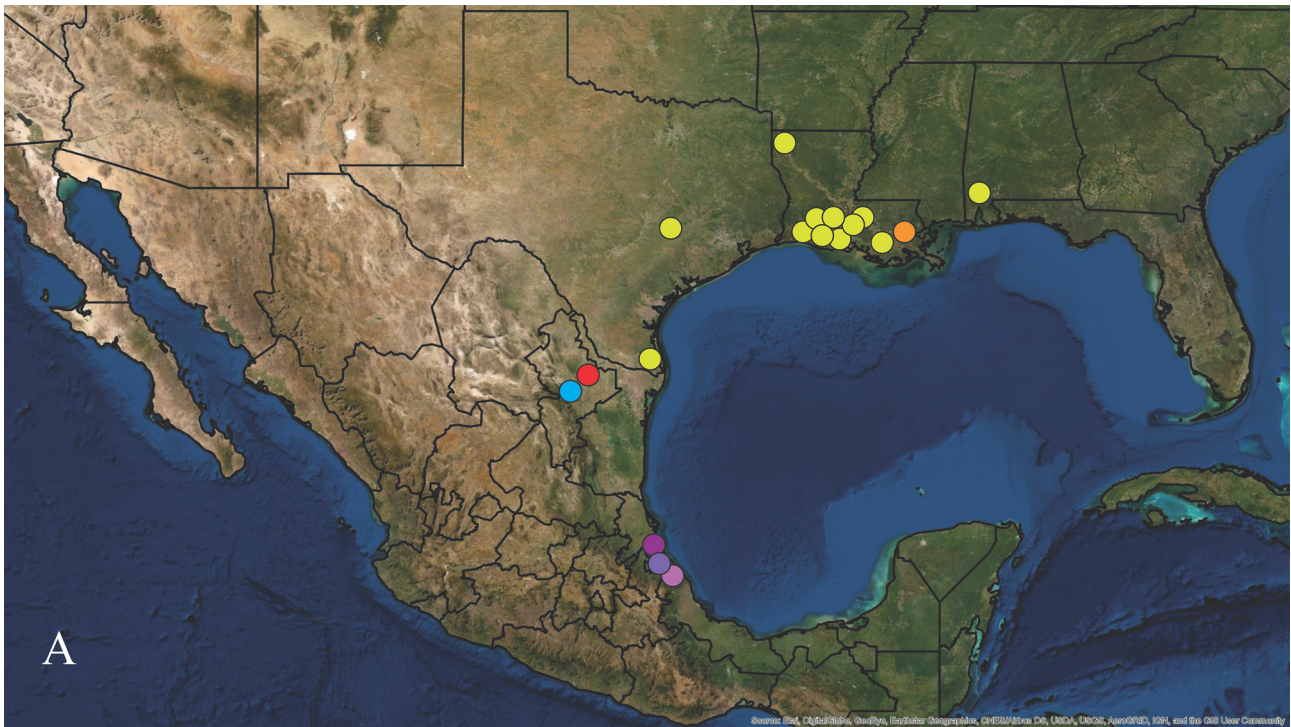 A
Source: Esri, DigitalGlobe, GeoEye, Earthstar Geographics, CNES/Airbus DS, USDA, USGS, AeroGRID, IGN, and the GIS User Community